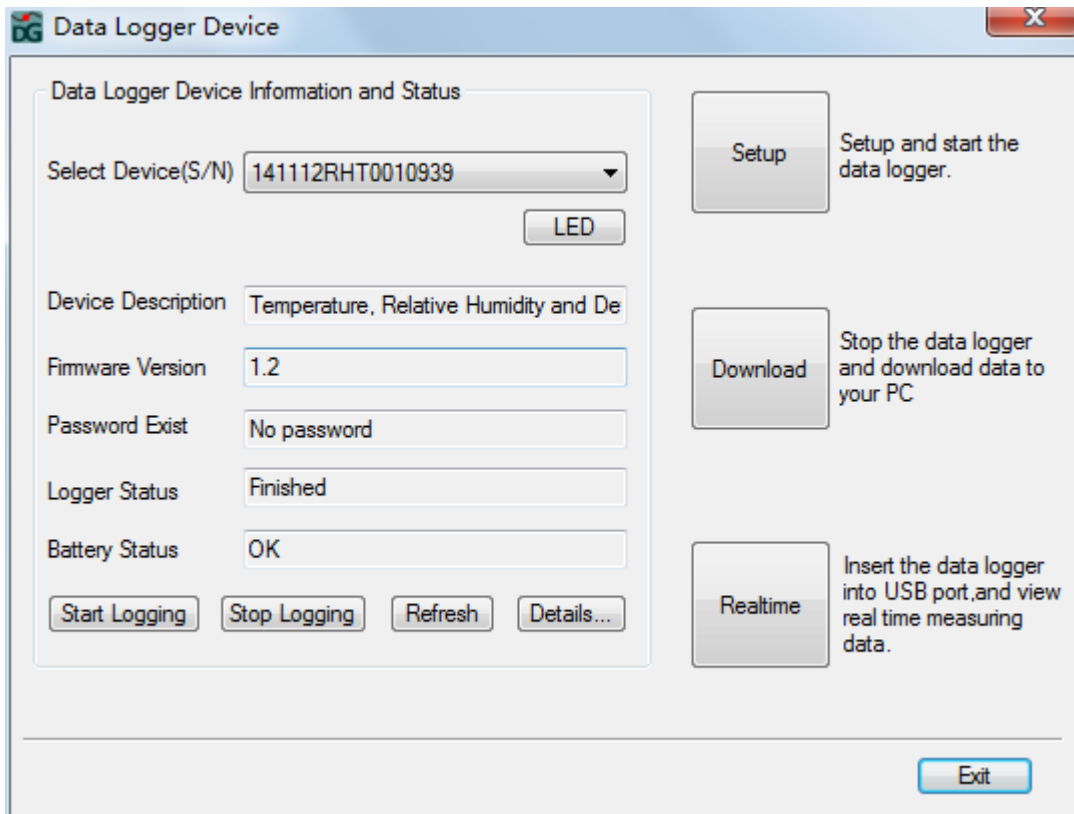 DG
Data Logger Device
Data Logger Device Information and Status
Select Device(S/N)
141112RHT0010939
LED
Device Description
Temperature, Relative Humidity and De
Firmware Version
1.2
Password Exist
No password
Logger Status
Finished
Battery Status
OK
Start Logging
Stop Logging
Refresh
Details...
Setup
Setup and start the
data logger.
Download
Stop the data logger
and download data to
your PC
Realtime
Insert the data logger
into USB port,and view
real time measuring
data.
Exit